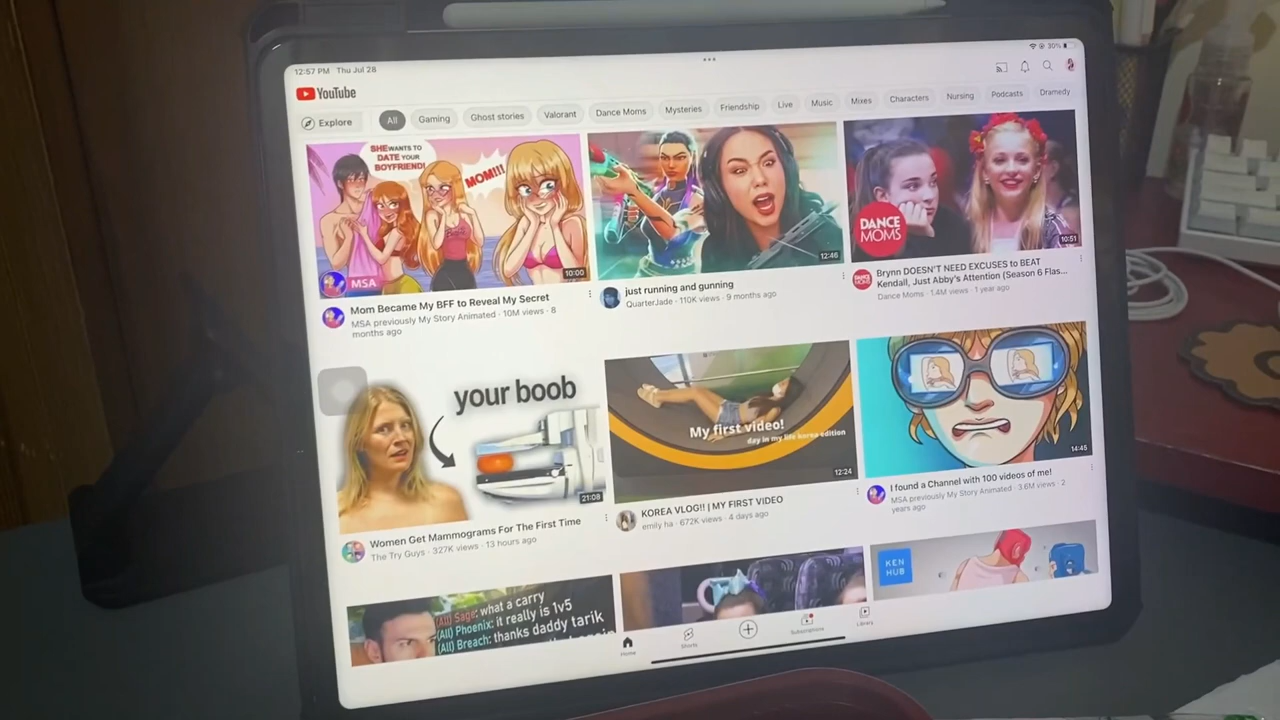 12:57 PM Thu Jul 28
30%
YouTube
Explore
All
Gaming
Ghost stories
Valorant
Dance Moms
Mysteries
Friendship
Live
Music
Mixes
Characters
Nursing
Podcasts
Dramedy
SHE WANTS TO
DATE YOUR
BOYFRIEND!
MOM!!!
MSA
10:00
Mom Became My BFF to Reveal My Secret
MSA previously My Story Animated · 10M views · 8
months ago
12:46
just running and gunning
QuarterJade · 110K views · 9 months ago
DANCE
MOMS
10:51
Brynn DOESN'T NEED EXCUSES to BEAT
Kendall, Just Abby's Attention (Season 6 Flas...
Dance Moms · 1.4M views · 1 year ago
your boob
21:08
Women Get Mammograms For The First Time
The Try Guys · 327K views · 13 hours ago
My first video!
day in my life korea edition
12:24
KOREA VLOG!! | MY FIRST VIDEO
emily ha · 672K views · 4 days ago
14:45
I found a Channel with 100 videos of me!
MSA previously My Story Animated · 3.6M views · 2
years ago
(All) Sage: what a carry
(All) Phoenix: it really is 1v5
(All) Breach: thanks daddy tarik
KEN
HUB
Home
Shorts
Subscriptions
Library